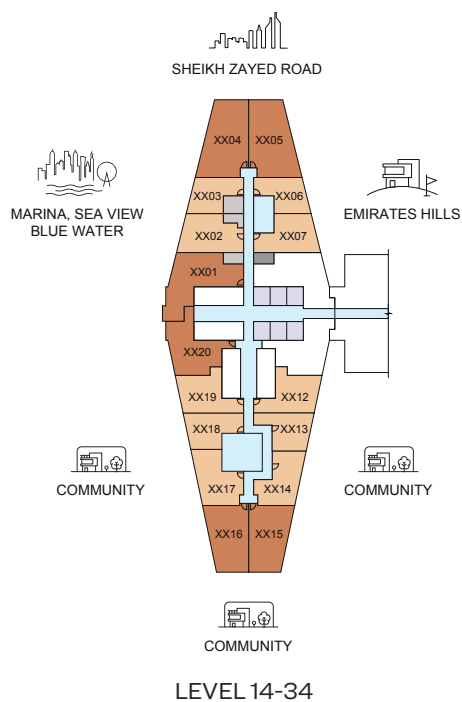 SHEIKH ZAYED ROAD
MARINA, SEA VIEW
BLUE WATER
EMIRATES HILLS
XX04 XX05
XX03 XX06
XX02 XX07
XX01
XX20
XX19 XX12
XX18 XX13
XX17 XX14
XX16 XX15
COMMUNITY
COMMUNITY
COMMUNITY
LEVEL 14-34